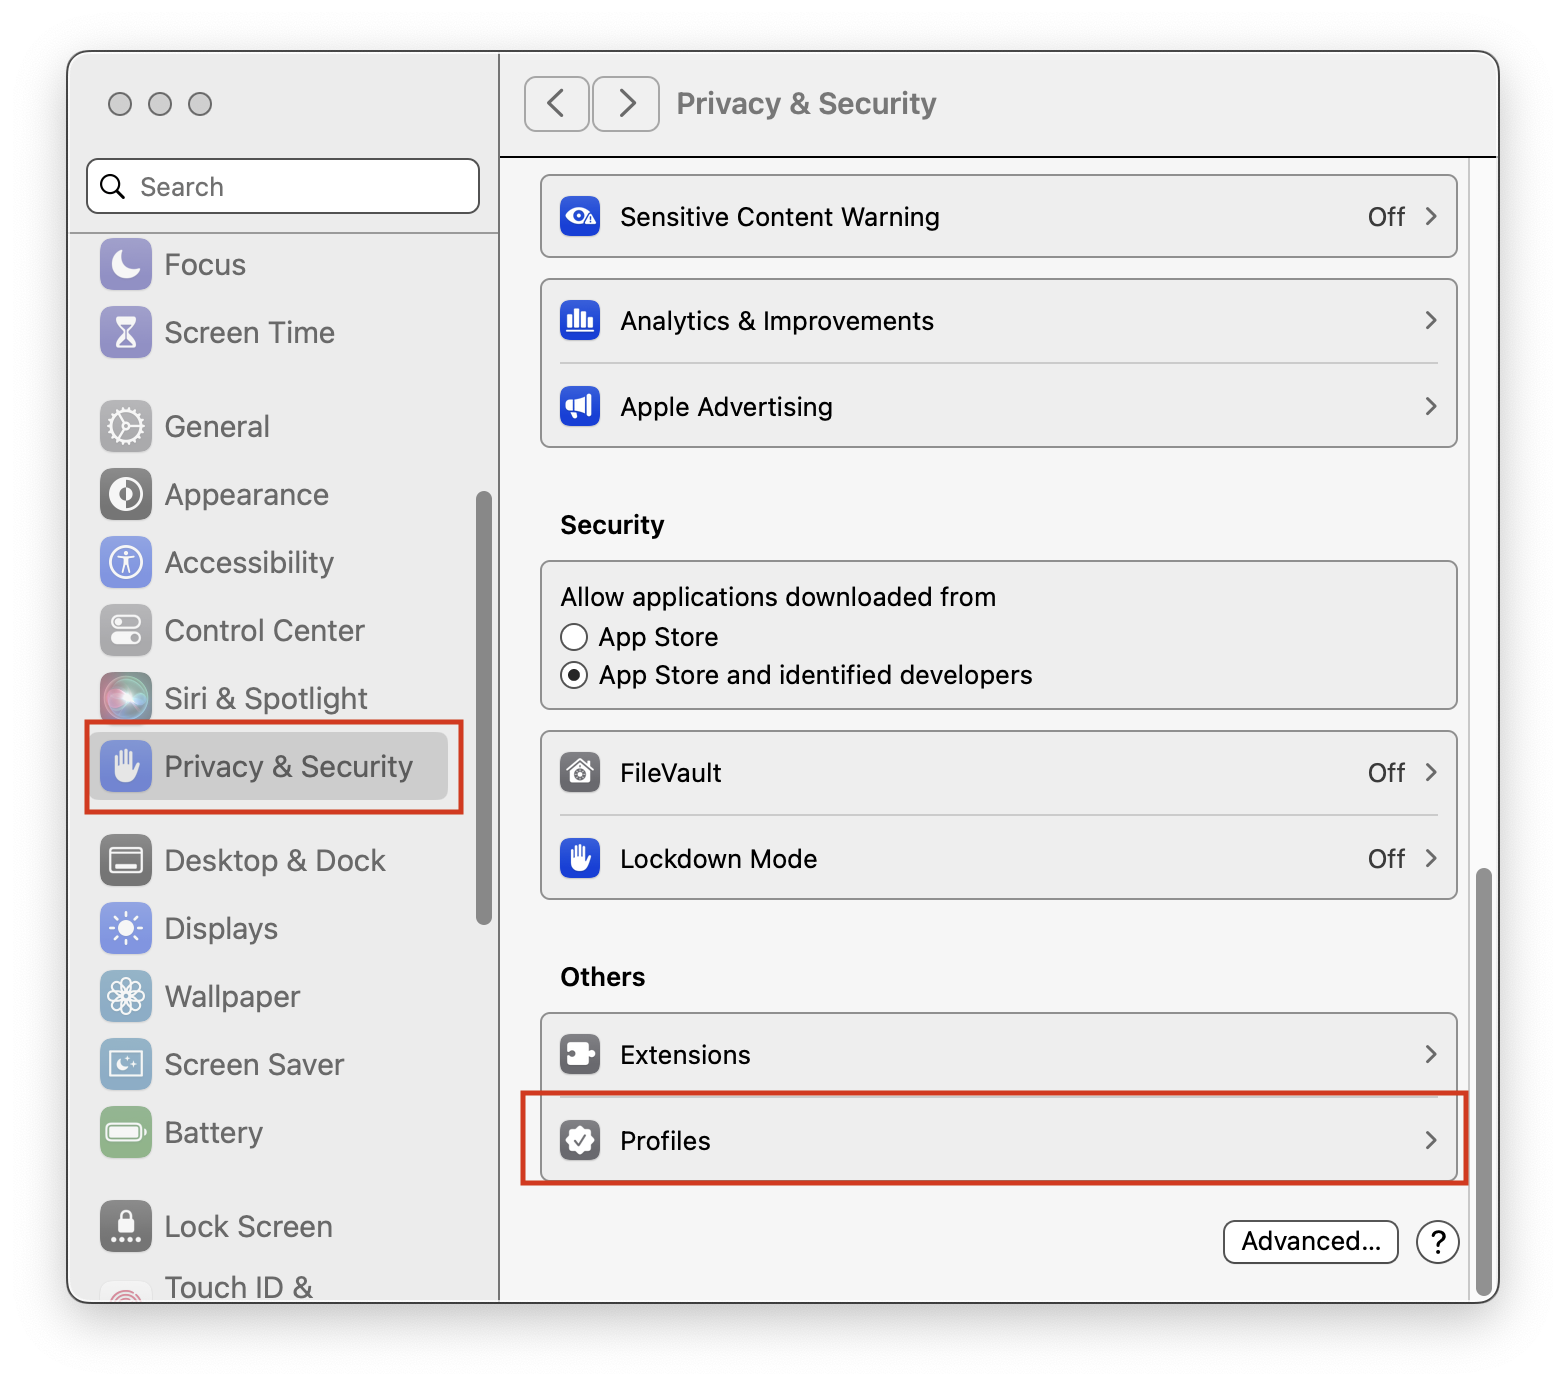 Privacy & Security
Search
Focus
Screen Time
General
Appearance
Accessibility
Control Center
Siri & Spotlight
Privacy & Security
Desktop & Dock
Displays
Wallpaper
Screen Saver
Battery
Lock Screen
Touch ID &
Sensitive Content Warning Off
Analytics & Improvements
Apple Advertising
Security
Allow applications downloaded from
App Store
App Store and identified developers
FileVault Off
Lockdown Mode Off
Others
Extensions
Profiles
Advanced... ?